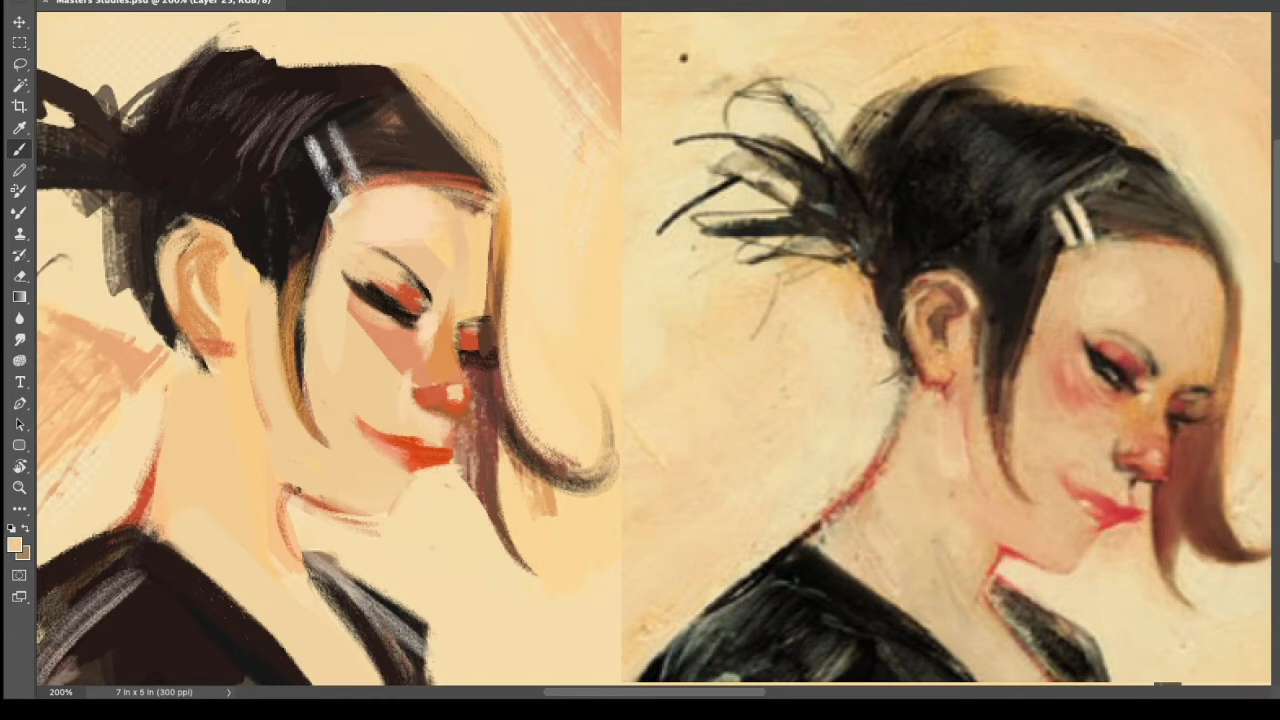 × Masters Studies.psd @ 200% (Layer 25, RGB/8)
200% 7 in x 5 in (300 ppi) >